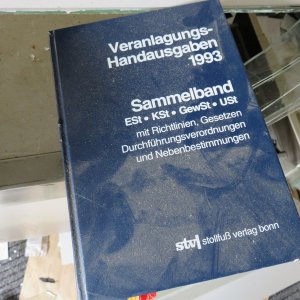 Veranlagungs-
Handausgaben
1993
Sammelband
ESt • KSt • GewSt • USt
mit Richtlinien, Gesetzen
Durchführungsverordnungen
und Nebenbestimmungen
stv stollfuß verlag bonn